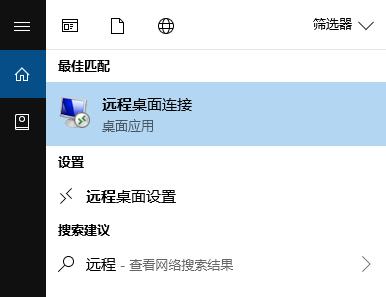 筛选器
最佳匹配
远程桌面连接
桌面应用
设置
远程桌面设置
搜索建议
远程 - 查看网络搜索结果